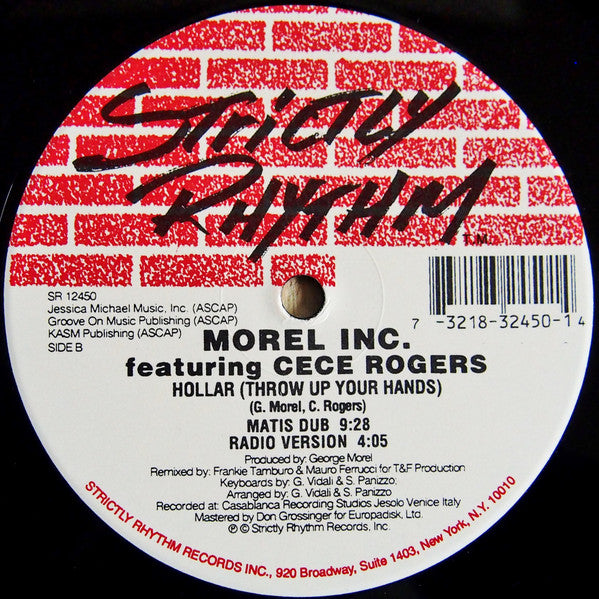 STRICTLY
RHYTHM
T.M.
SR 12450
Jessica Michael Music, Inc. (ASCAP)
Groove On Music Publishing (ASCAP)
KASM Publishing (ASCAP)
SIDE B
7 -3218-32450-1 4
MOREL INC.
featuring CECE ROGERS
HOLLAR (THROW UP YOUR HANDS)
(G. Morel, C. Rogers)
MATIS DUB 9:28
RADIO VERSION 4:05
Produced by: George Morel
Remixed by: Frankie Tamburo & Mauro Ferrucci for T&F Production
Keyboards by: G. Vidali & S. Panizzo;
Arranged by: G. Vidali & S. Panizzo
Recorded at: Casablanca Recording Studios Jesolo Venice Italy
Mastered by Don Grossinger for Europadisk, Ltd.
℗ © Strictly Rhythm Records, Inc.
STRICTLY RHYTHM RECORDS INC., 920 Broadway, Suite 1403, New York, N.Y. 10010